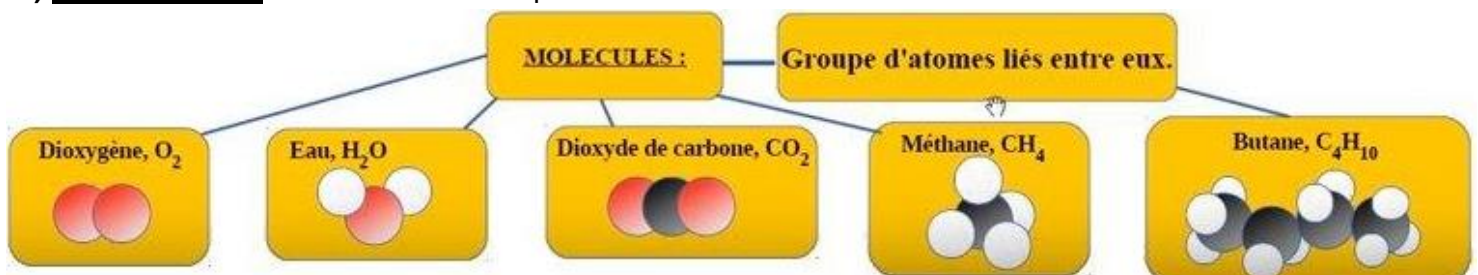 MOLECULES :
Groupe d'atomes liés entre eux.
Dioxygène, O₂
Eau, H₂O
Dioxyde de carbone, CO₂
Méthane, CH₄
Butane, C₄H₁₀